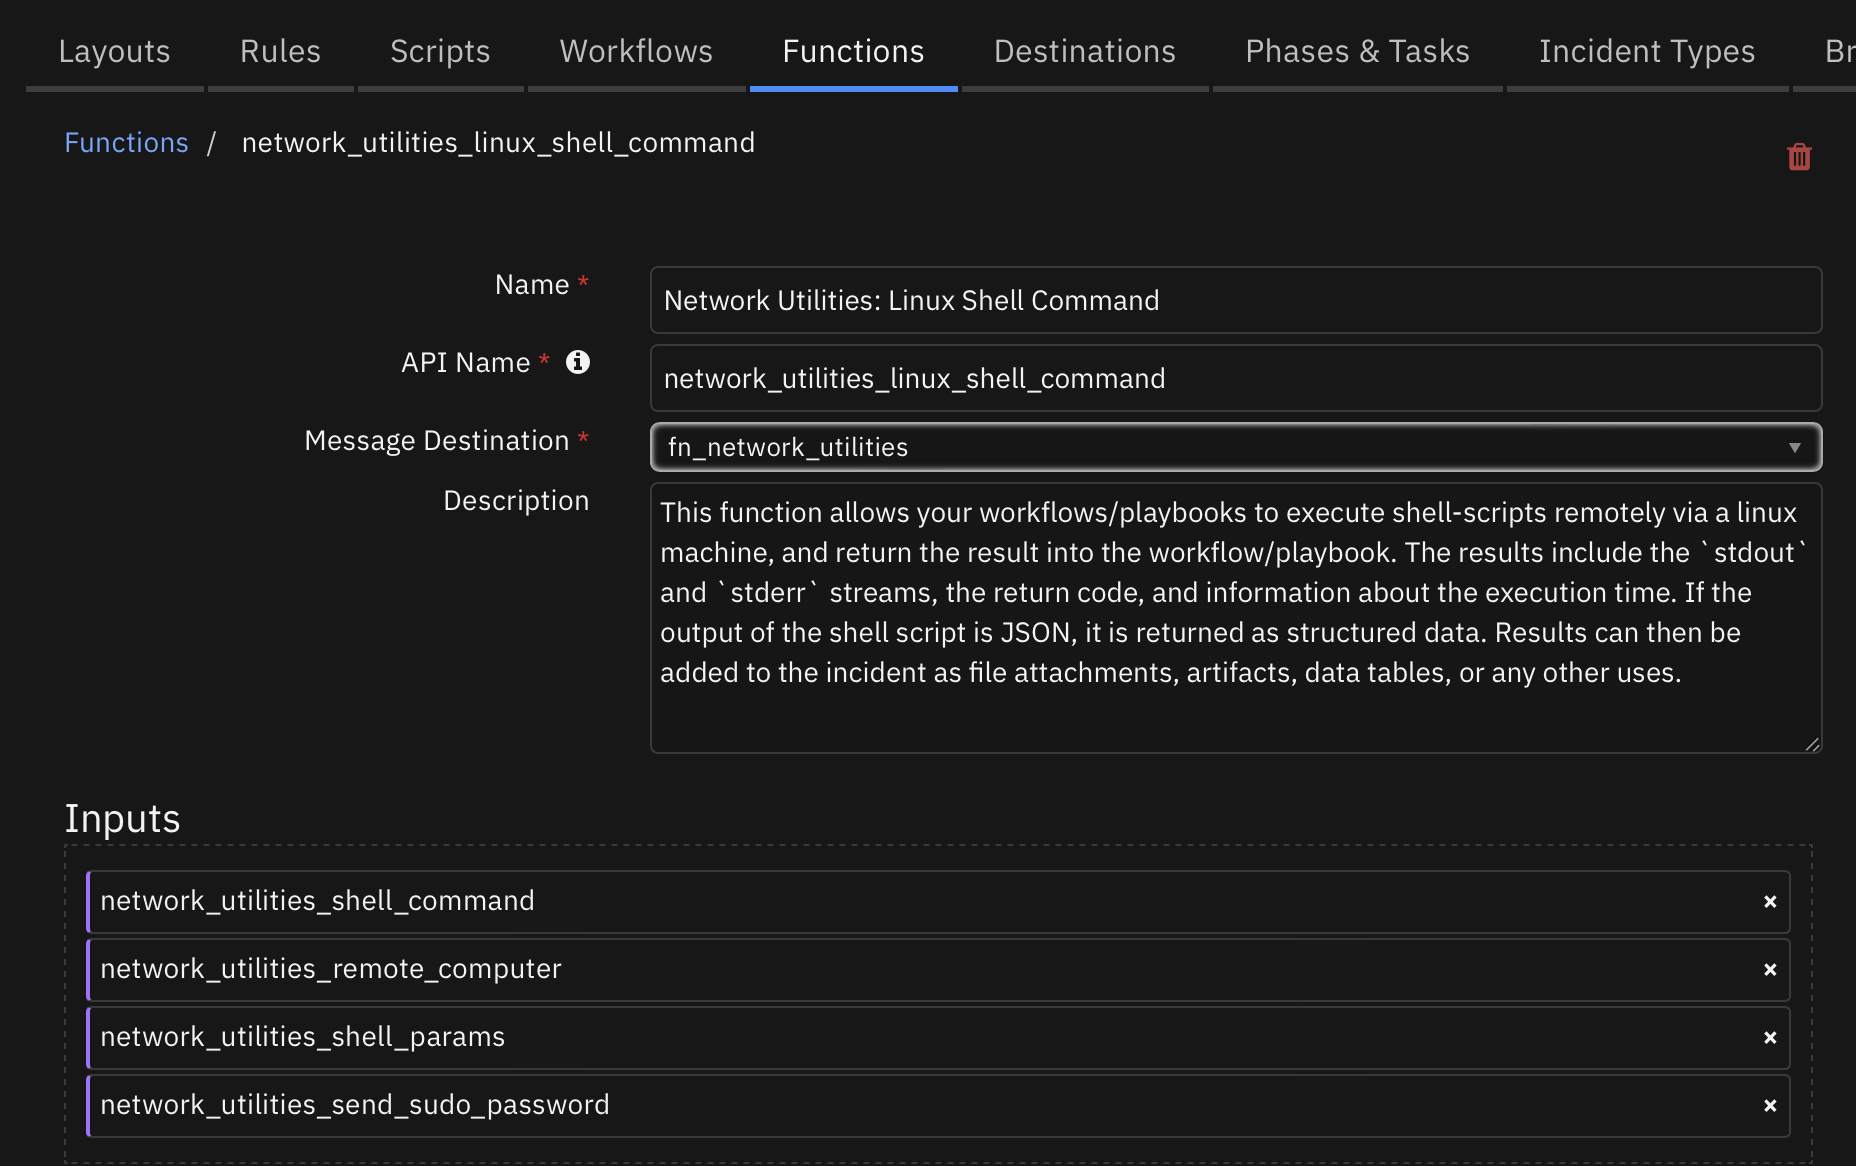 Layouts Rules Scripts Workflows Functions Destinations Phases & Tasks Incident Types
Functions / network_utilities_linux_shell_command
Name * Network Utilities: Linux Shell Command
API Name * network_utilities_linux_shell_command
Message Destination * fn_network_utilities
Description
This function allows your workflows/playbooks to execute shell-scripts remotely via a linux
machine, and return the result into the workflow/playbook. The results include the `stdout`
and `stderr` streams, the return code, and information about the execution time. If the
output of the shell script is JSON, it is returned as structured data. Results can then be
added to the incident as file attachments, artifacts, data tables, or any other uses.
Inputs
network_utilities_shell_command
network_utilities_remote_computer
network_utilities_shell_params
network_utilities_send_sudo_password